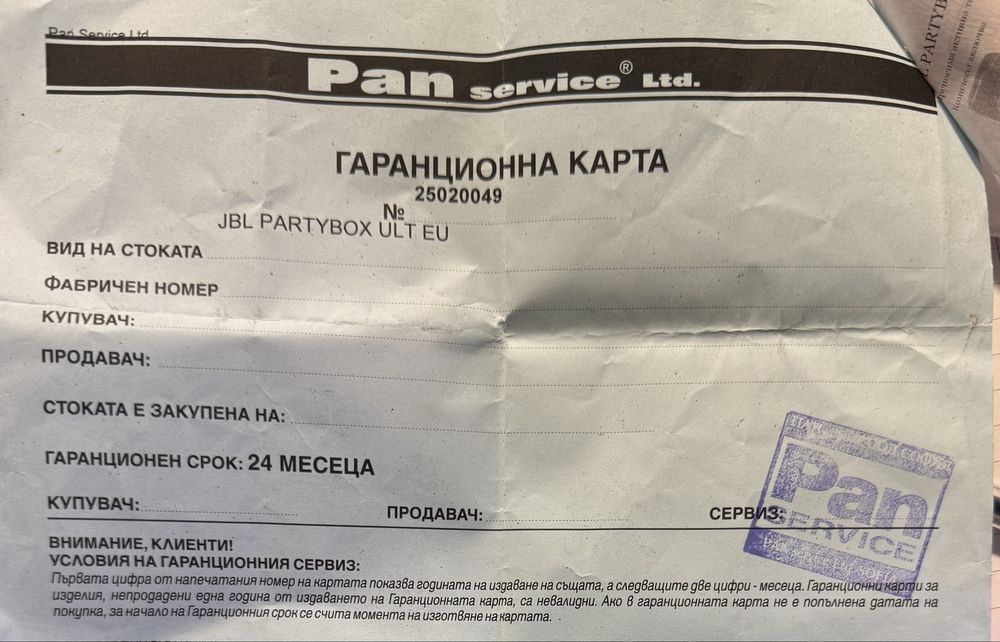 Pan Service Ltd.
Pan service® Ltd.
ГАРАНЦИОННА КАРТА
25020049
№
JBL PARTYBOX ULT EU
ВИД НА СТОКАТА
ФАБРИЧЕН НОМЕР
КУПУВАЧ:
ПРОДАВАЧ:
СТОКАТА Е ЗАКУПЕНА НА:
ГАРАНЦИОНЕН СРОК: 24 МЕСЕЦА
КУПУВАЧ: ПРОДАВАЧ: СЕРВИЗ:
Pan
SERVICE
ВНИМАНИЕ, КЛИЕНТИ!
УСЛОВИЯ НА ГАРАНЦИОННИЯ СЕРВИЗ:
Първата цифра от напечатания номер на картата показва годината на издаване на същата, а следващите две цифри - месеца. Гаранционни карти за
изделия, непродадени една година от издаването на Гаранционната карта, са невалидни. Ако в гаранционната карта не е попълнена датата на
покупка, за начало на Гаранционния срок се счита момента на изготвяне на картата.